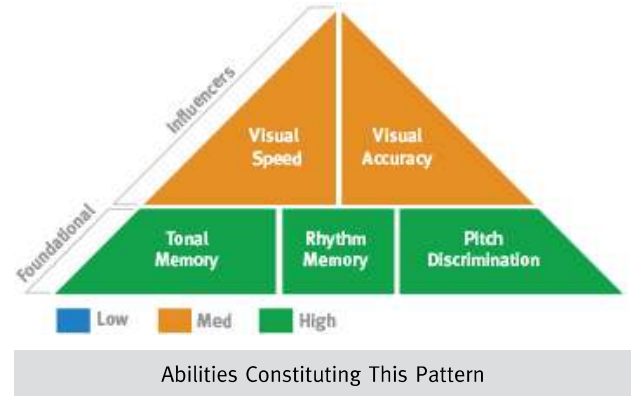 Influencers
Visual
Speed
Visual
Accuracy
Foundational
Tonal
Memory
Rhythm
Memory
Pitch
Discrimination
Low
Med
High
Abilities Constituting This Pattern